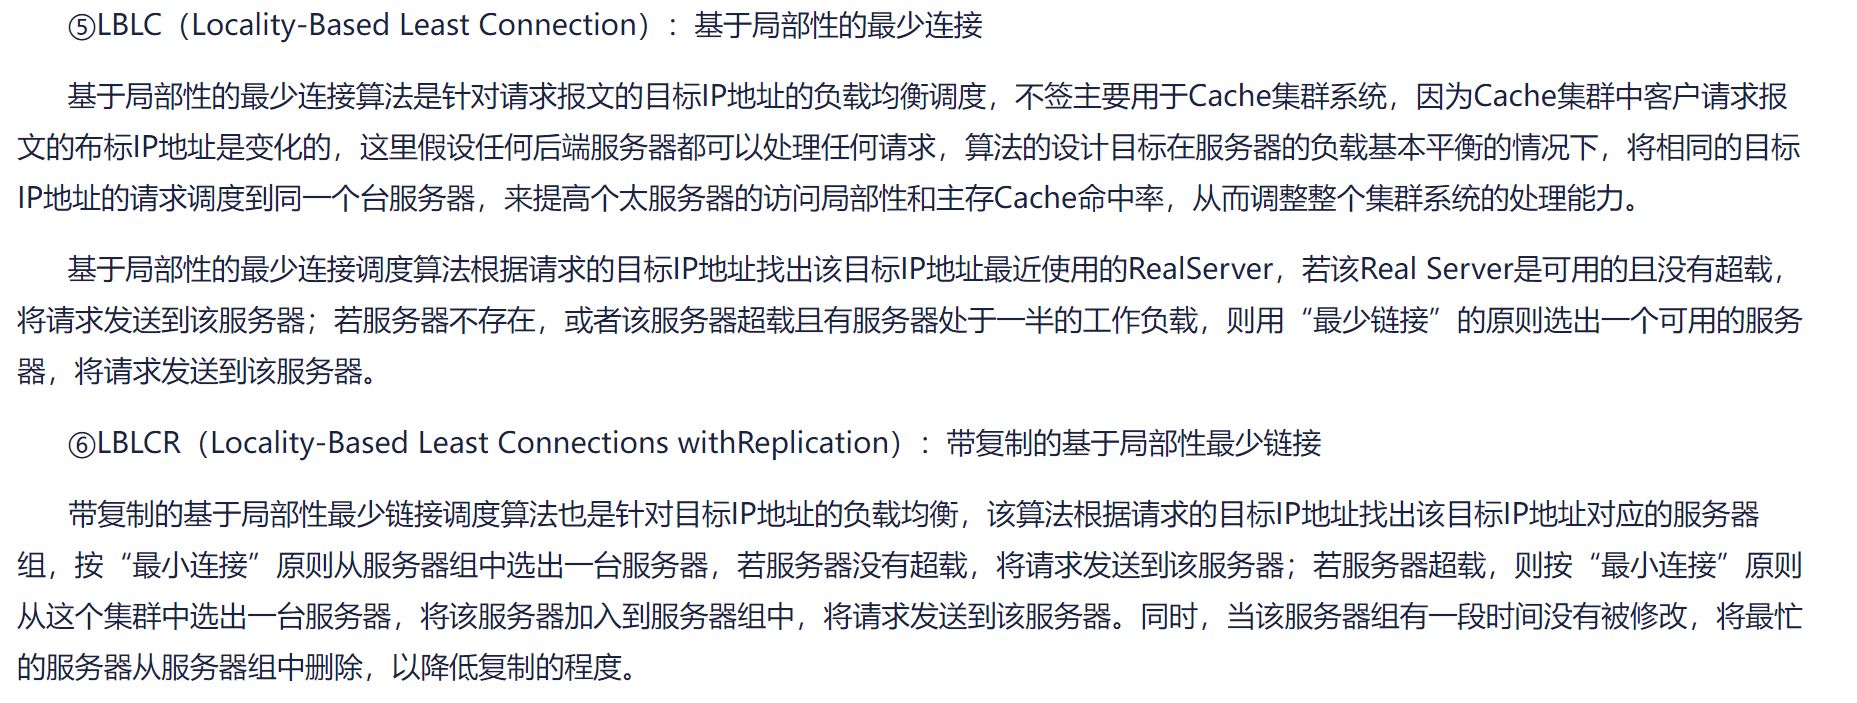 ⑤LBLC（Locality-Based Least Connection）：基于局部性的最少连接
基于局部性的最少连接算法是针对请求报文的目标IP地址的负载均衡调度，不签主要用于Cache集群系统，因为Cache集群中客户请求报
文的布标IP地址是变化的，这里假设任何后端服务器都可以处理任何请求，算法的设计目标在服务器的负载基本平衡的情况下，将相同的目标
IP地址的请求调度到同一个台服务器，来提高个太服务器的访问局部性和主存Cache命中率，从而调整整个集群系统的处理能力。
基于局部性的最少连接调度算法根据请求的目标IP地址找出该目标IP地址最近使用的RealServer，若该Real Server是可用的且没有超载，
将请求发送到该服务器；若服务器不存在，或者该服务器超载且有服务器处于一半的工作负载，则用“最少链接”的原则选出一个可用的服务
器，将请求发送到该服务器。
⑥LBLCR（Locality-Based Least Connections withReplication）：带复制的基于局部性最少链接
带复制的基于局部性最少链接调度算法也是针对目标IP地址的负载均衡，该算法根据请求的目标IP地址找出该目标IP地址对应的服务器
组，按“最小连接”原则从服务器组中选出一台服务器，若服务器没有超载，将请求发送到该服务器；若服务器超载，则按“最小连接”原则
从这个集群中选出一台服务器，将该服务器加入到服务器组中，将请求发送到该服务器。同时，当该服务器组有一段时间没有被修改，将最忙
的服务器从服务器组中删除，以降低复制的程度。